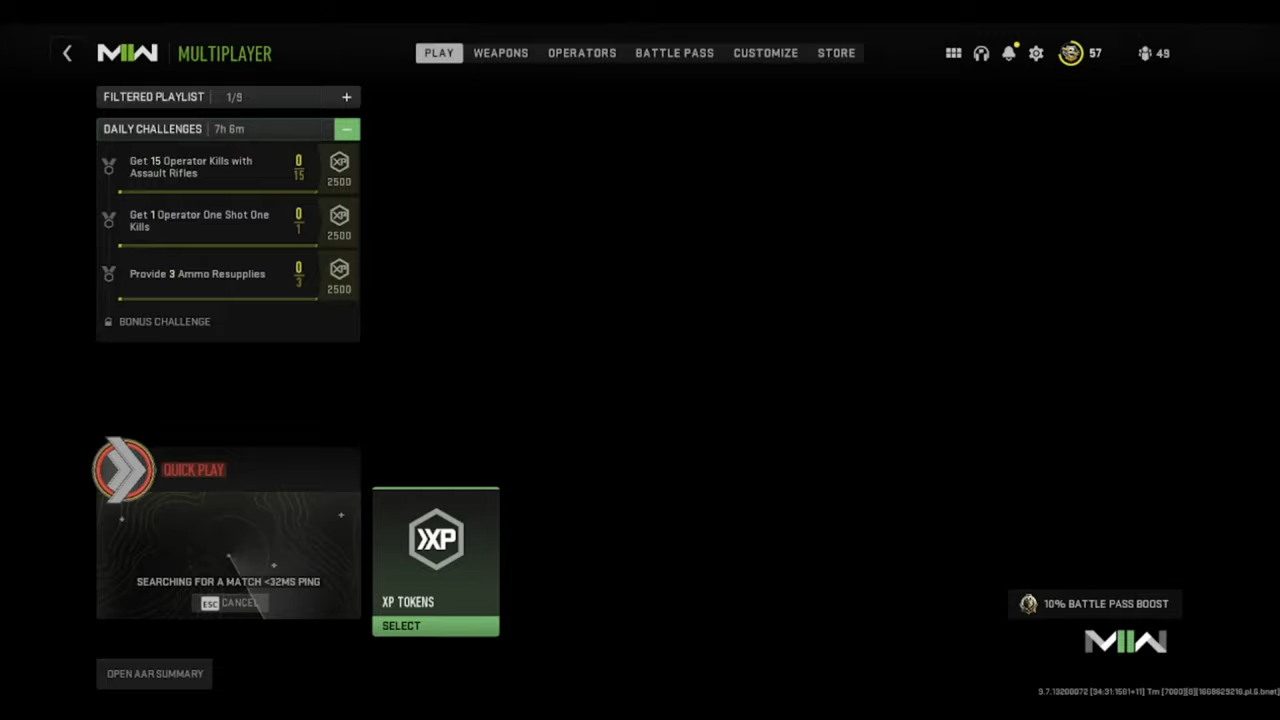 MWII MULTIPLAYER
PLAY WEAPONS OPERATORS BATTLE PASS CUSTOMIZE STORE
57 49
FILTERED PLAYLIST 1/9 +
DAILY CHALLENGES 7h 6m
Get 15 Operator Kills with
Assault Rifles
0
15
XP
2500
Get 1 Operator One Shot One
Kills
0
1
XP
2500
Provide 3 Ammo Resupplies
0
3
XP
2500
BONUS CHALLENGE
QUICK PLAY
SEARCHING FOR A MATCH <32MS PING
ESC CANCEL
XP
XP TOKENS
SELECT
10% BATTLE PASS BOOST
MWII
OPEN AAR SUMMARY